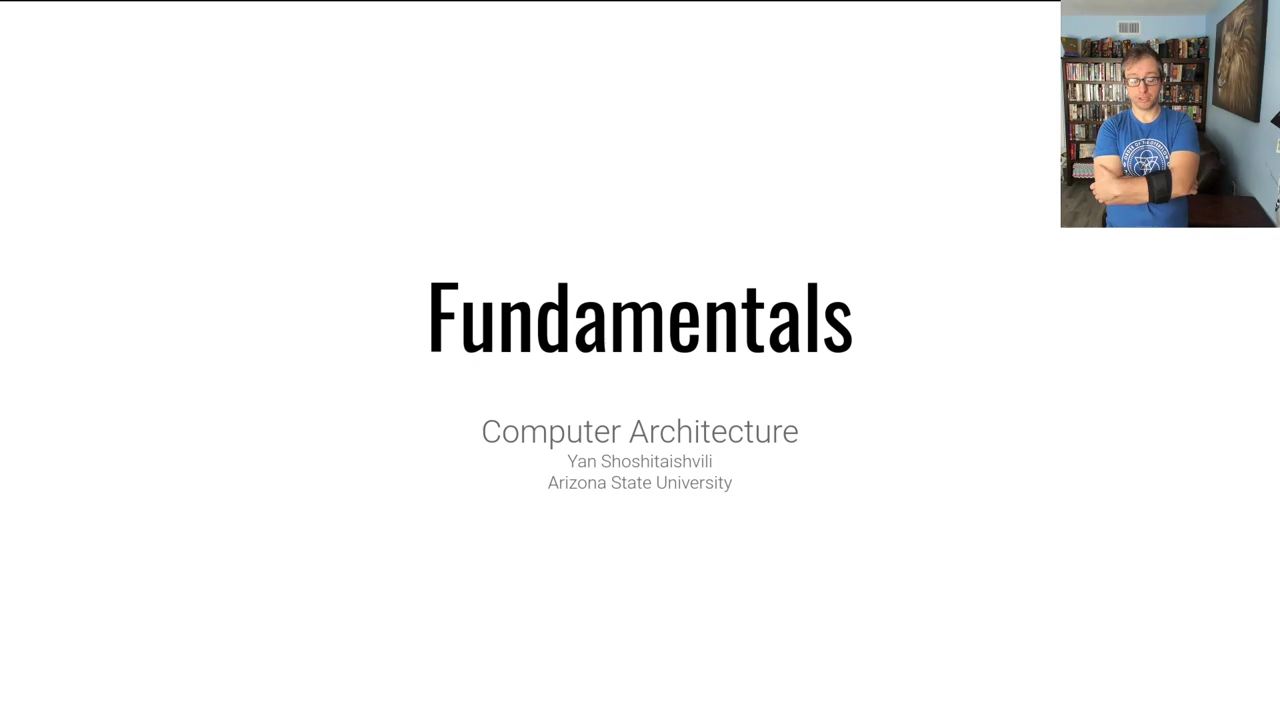 Fundamentals
Computer Architecture
Yan Shoshitaishvili
Arizona State University